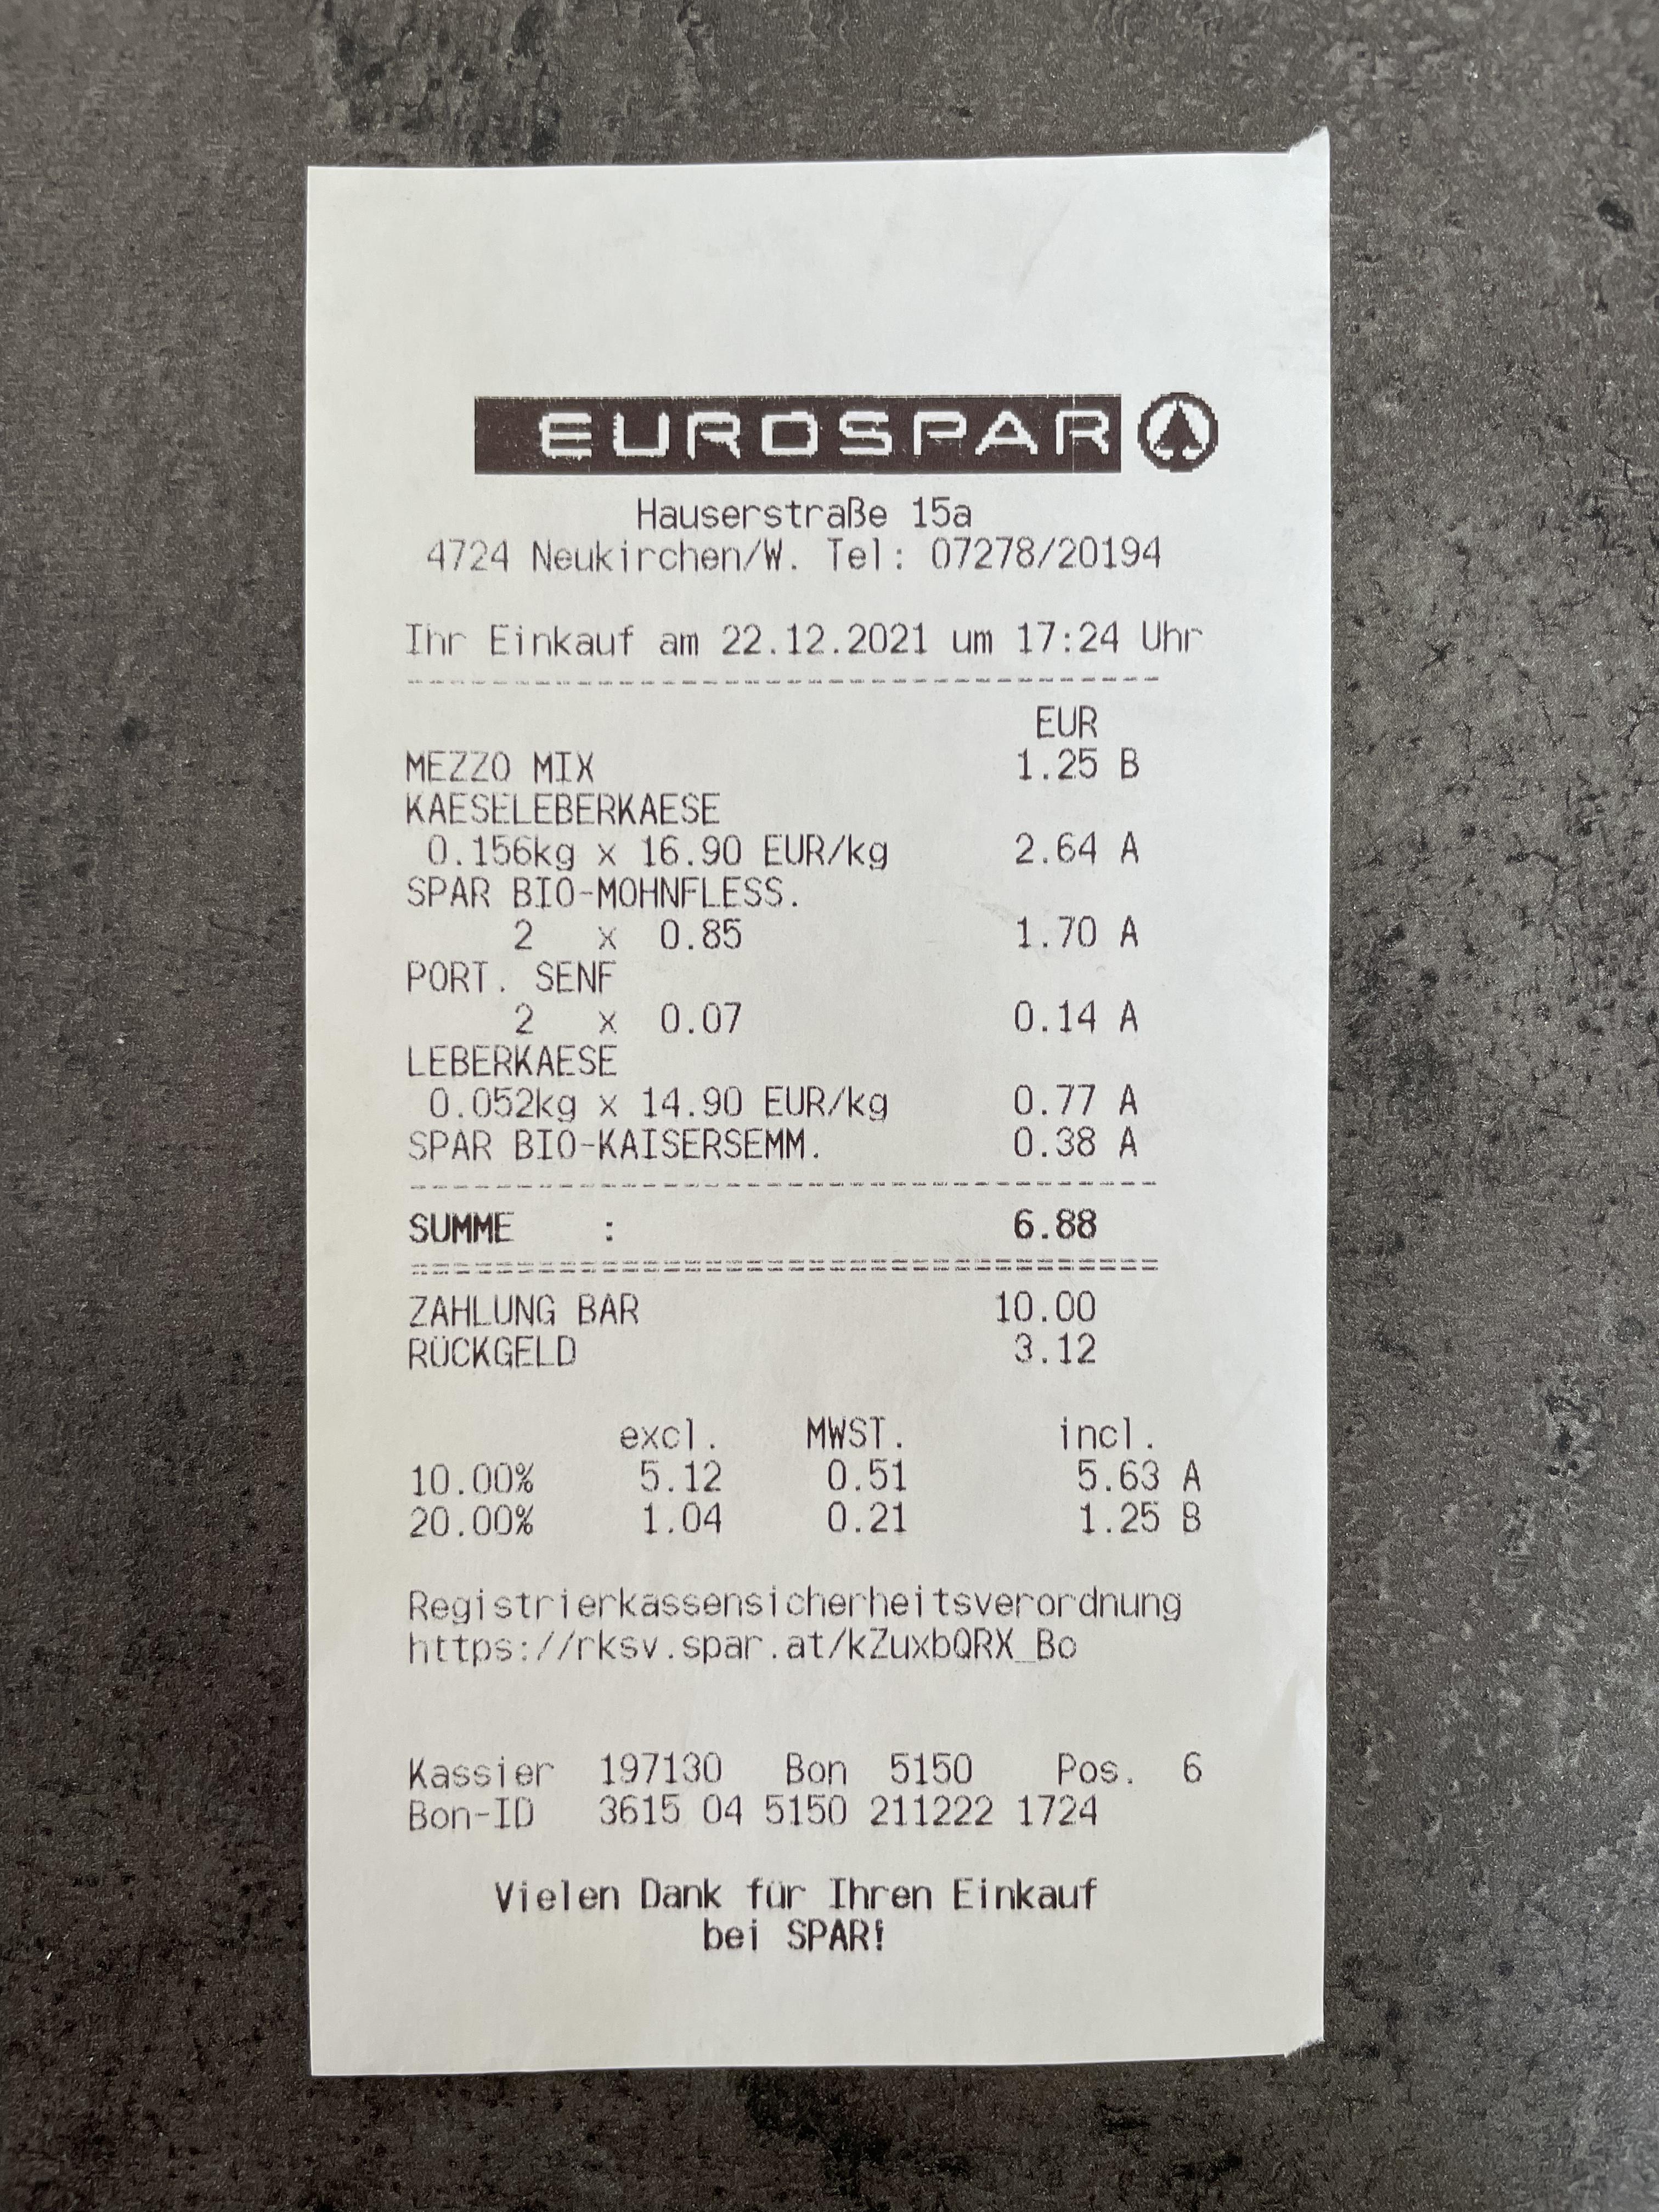 EUROSPAR
Hauserstraße 15a
4724 Neukirchen/W. Tel: 07278/20194
Ihr Einkauf am 22.12.2021 um 17:24 Uhr
EUR
MEZZO MIX 1.25 B
KAESELEBERKAESE
0.156kg x 16.90 EUR/kg 2.64 A
SPAR BIO-MOHNFLESS.
2 x 0.85 1.70 A
PORT. SENF
2 x 0.07 0.14 A
LEBERKAESE
0.052kg x 14.90 EUR/kg 0.77 A
SPAR BIO-KAISERSEMM. 0.38 A
SUMME : 6.88
ZAHLUNG BAR 10.00
RÜCKGELD 3.12
excl. MWST. incl.
10.00% 5.12 0.51 5.63 A
20.00% 1.04 0.21 1.25 B
Registrierkassensicherheitsverordnung
https://rksv.spar.at/kZuxbQRX_Bo
Kassier 197130 Bon 5150 Pos. 6
Bon-ID 3615 04 5150 211222 1724
Vielen Dank für Ihren Einkauf
bei SPAR!